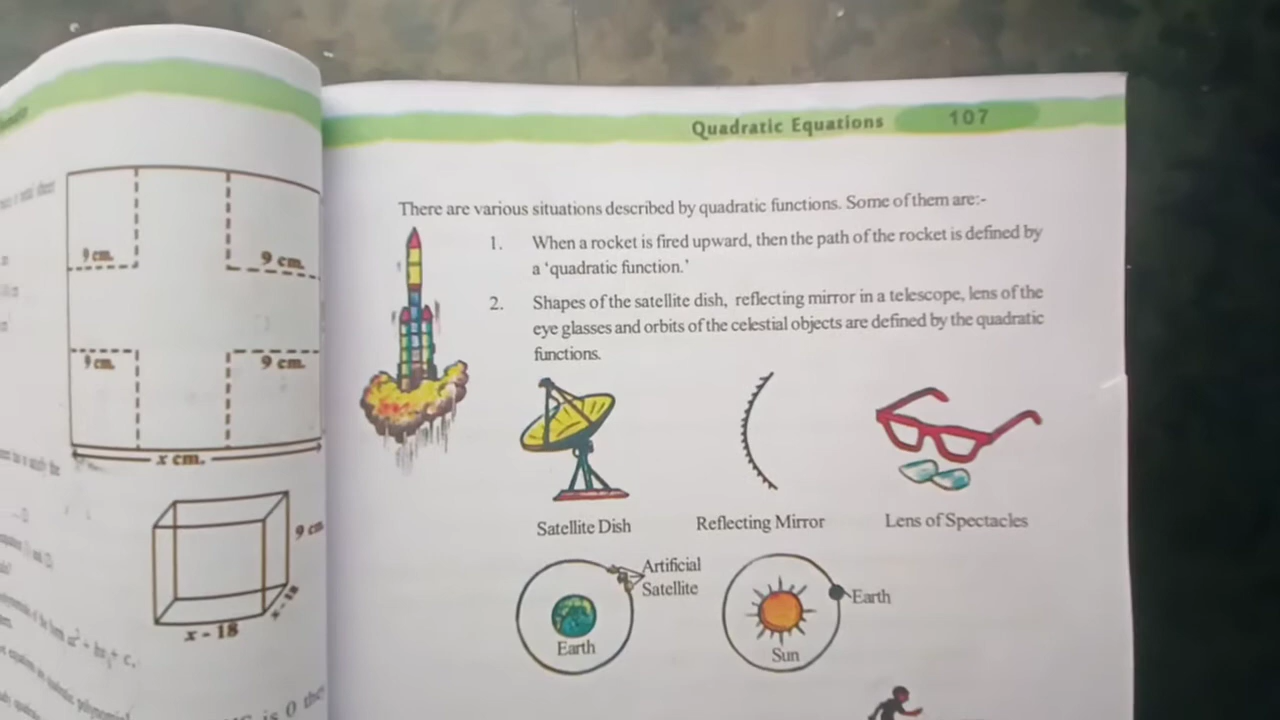 9 cm.
9 cm.
9 cm.
9 cm.
x cm.
9 cm
x - 18
x - 18
is 0 the
Quadratic Equations 107
There are various situations described by quadratic functions. Some of them are:-
1. When a rocket is fired upward, then the path of the rocket is defined by
a ‘quadratic function.’
2. Shapes of the satellite dish, reflecting mirror in a telescope, lens of the
eye glasses and orbits of the celestial objects are defined by the quadratic
functions.
Satellite Dish Reflecting Mirror Lens of Spectacles
Artificial
Satellite
Earth
Earth
Sun